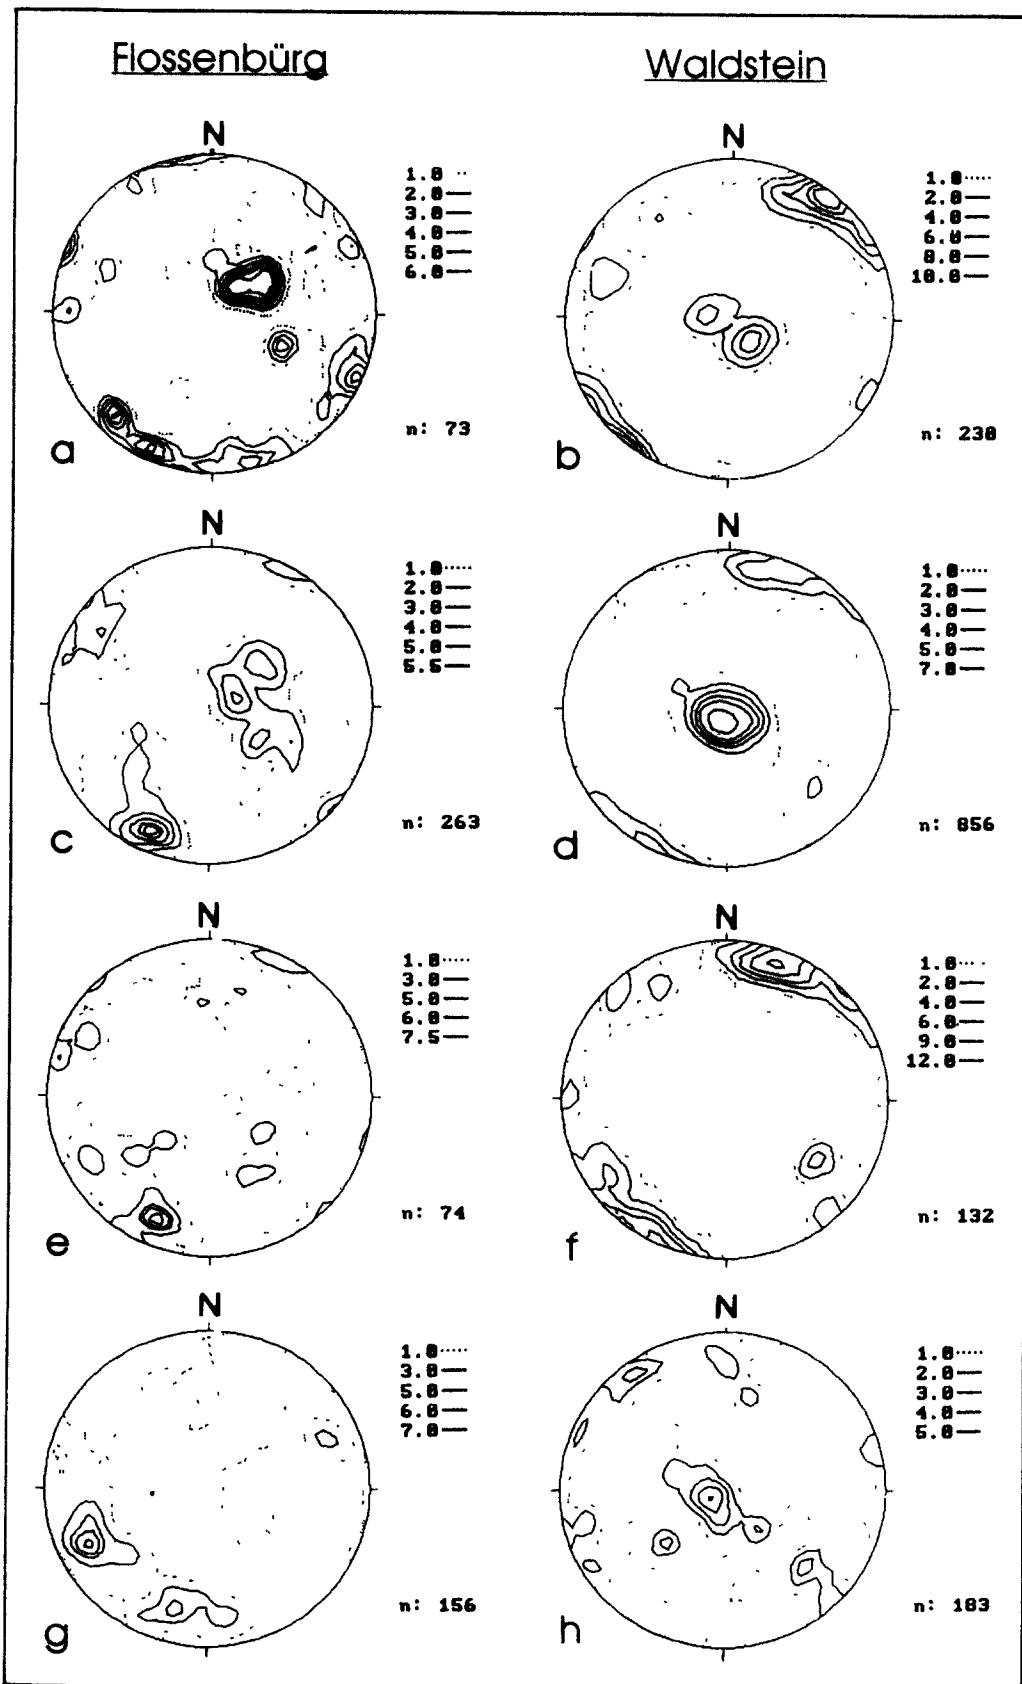 Flossenbürg
Waldstein
N
1.0
2.0
3.0
4.0
5.0
6.0
n: 73
a
N
1.0
2.0
4.0
6.0
8.0
10.0
n: 238
b
N
1.0
2.0
3.0
4.0
5.0
5.5
n: 263
c
N
1.0
2.0
3.0
4.0
5.0
7.0
n: 856
d
N
1.0
3.0
5.0
6.0
7.5
n: 74
e
N
1.0
2.0
4.0
6.0
9.0
12.0
n: 132
f
N
1.0
3.0
5.0
6.0
7.0
n: 156
g
N
1.0
2.0
3.0
4.0
5.0
n: 183
h